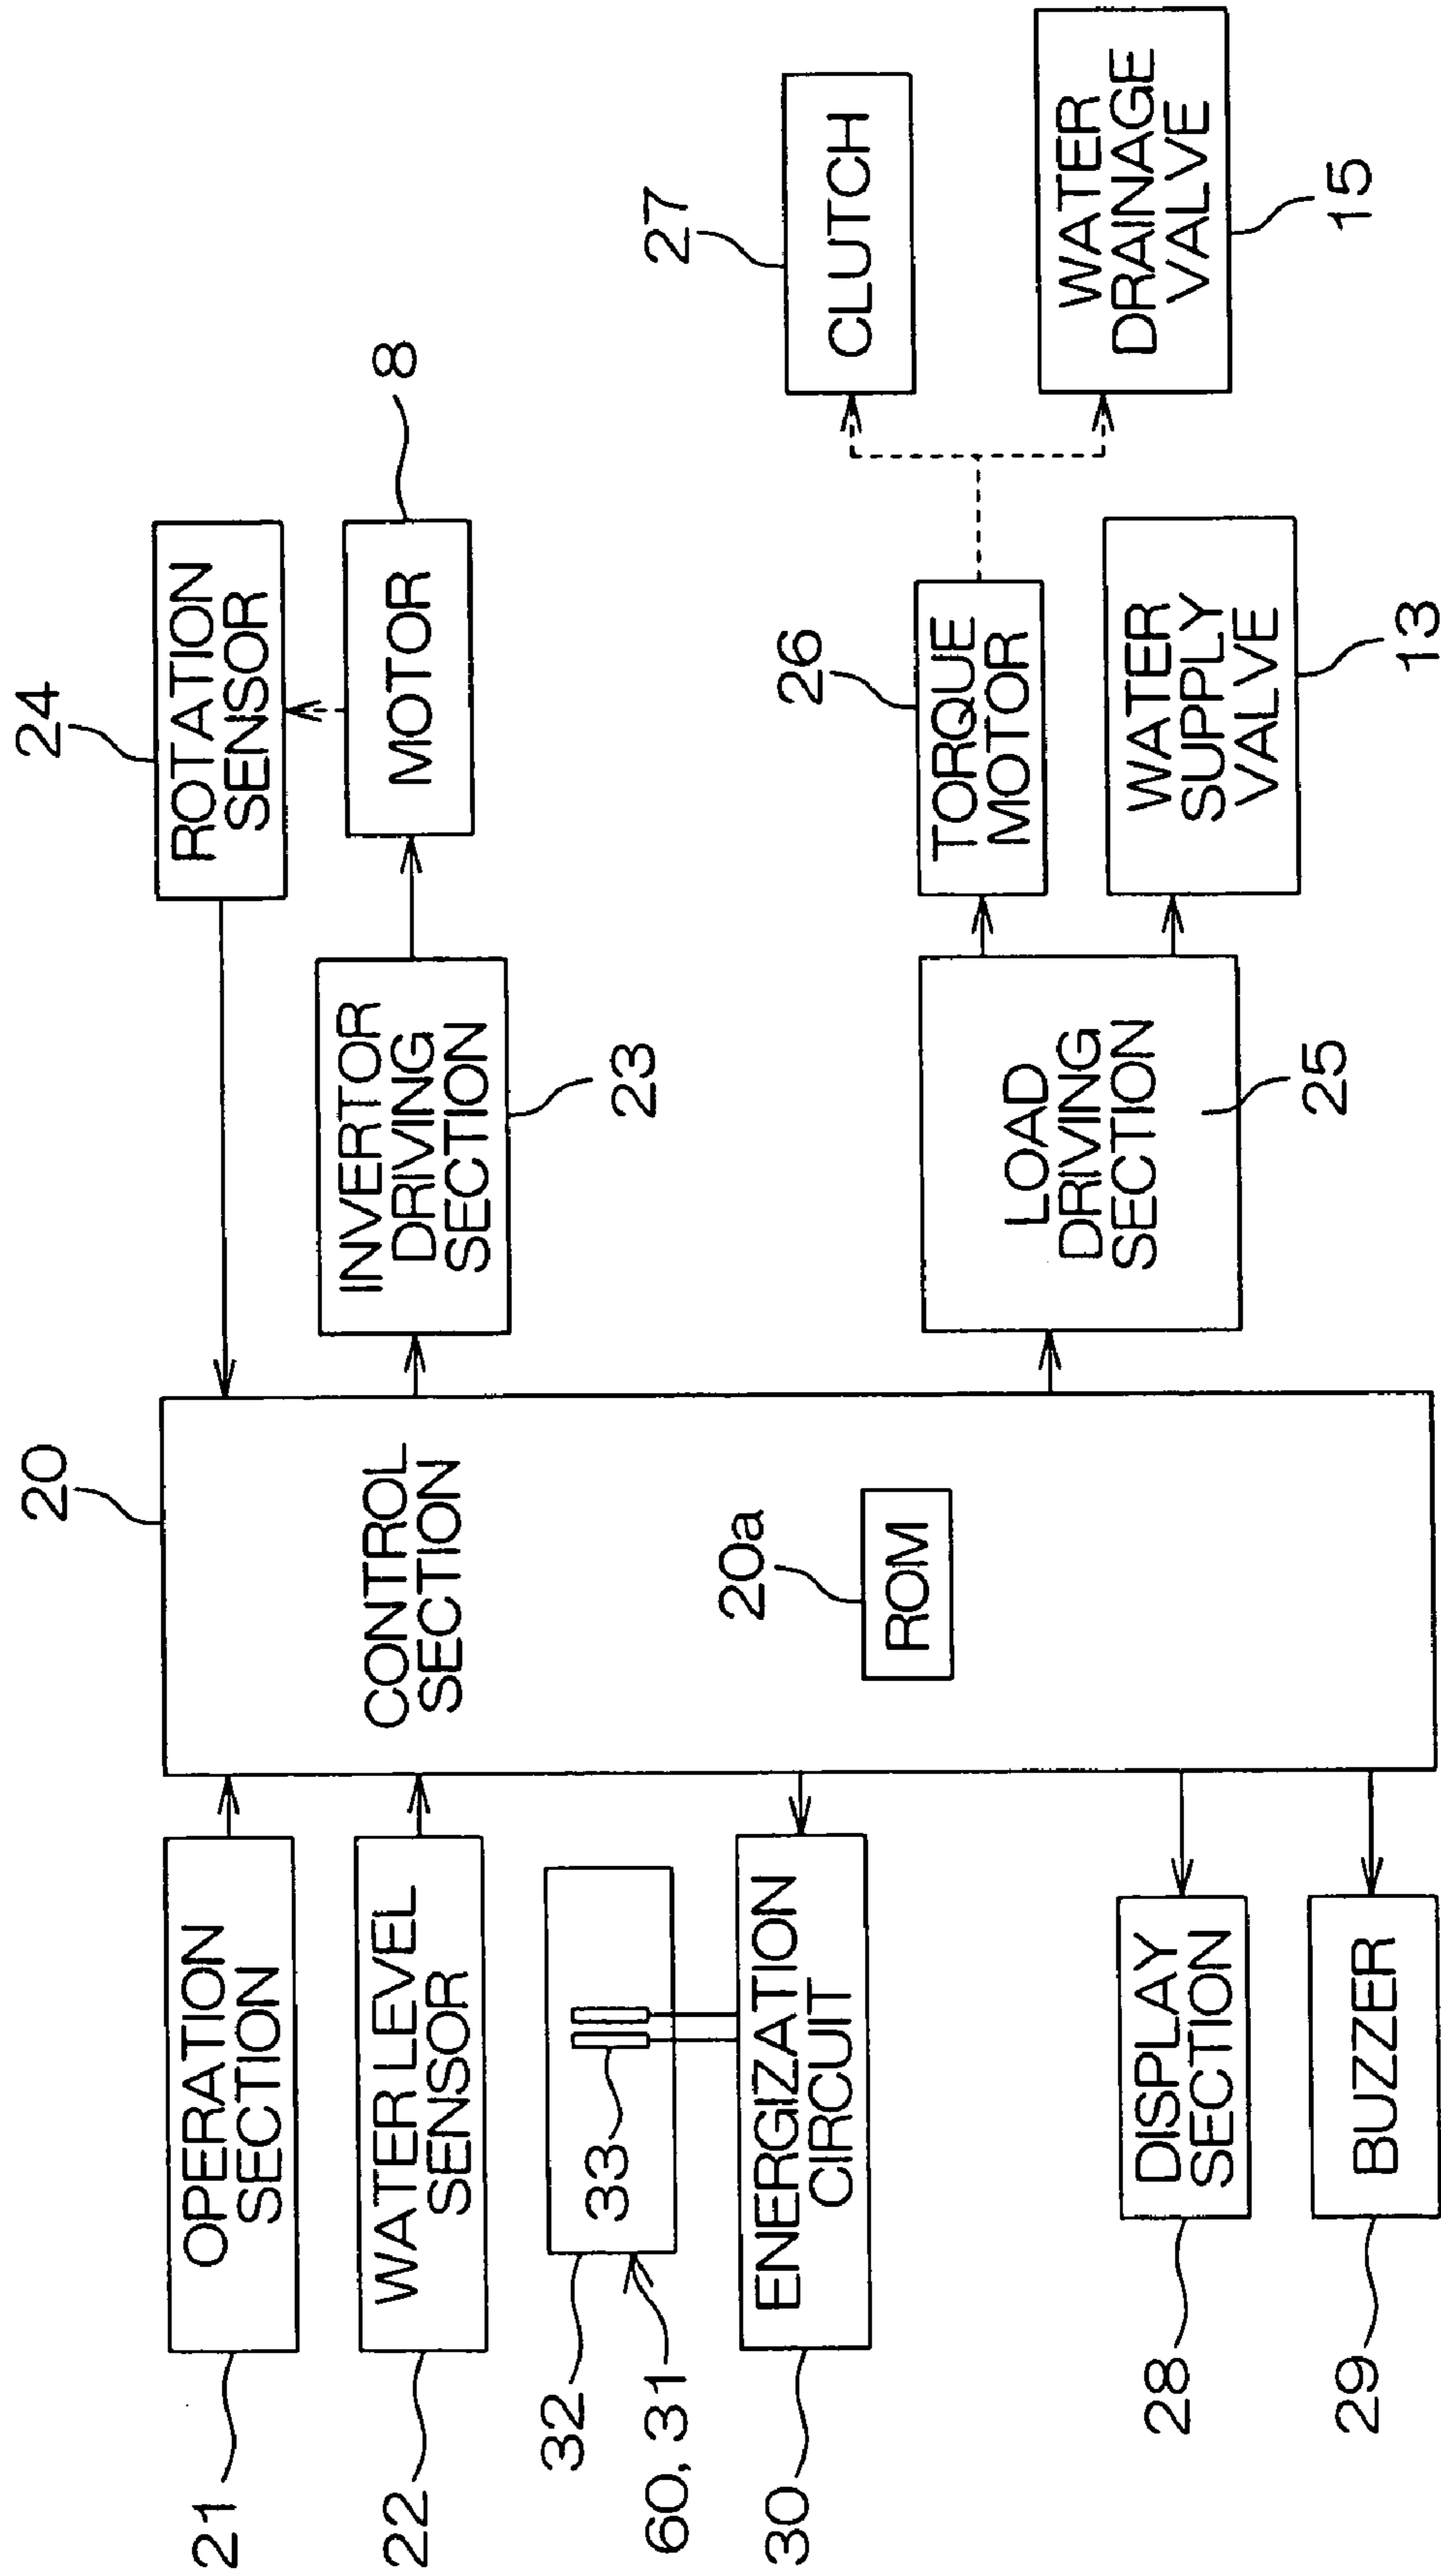 21
OPERATION
SECTION
22
WATER LEVEL
SENSOR
32
60, 31
33
30
ENERGIZATION
CIRCUIT
28
DISPLAY
SECTION
29
BUZZER
20
CONTROL
SECTION
20a
ROM
24
ROTATION
SENSOR
INVERTOR
DRIVING
SECTION
23
MOTOR
8
LOAD
DRIVING
SECTION
25
26
TORQUE
MOTOR
WATER
SUPPLY
VALVE
13
27
CLUTCH
WATER
DRAINAGE
VALVE
15